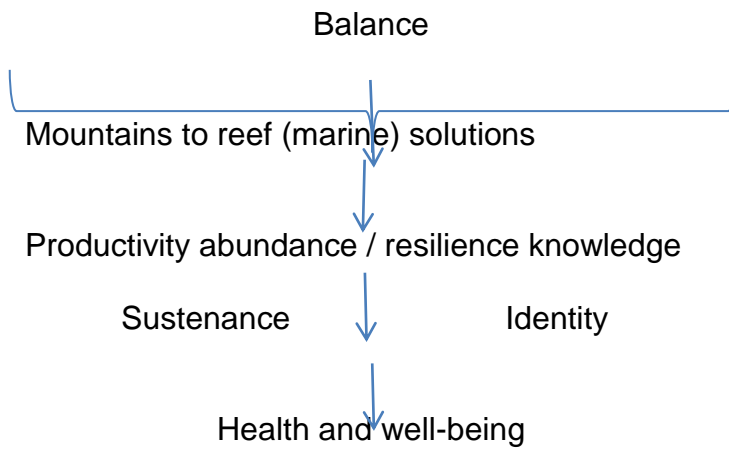 Balance
Mountains to reef (marine) solutions
Productivity abundance / resilience knowledge
Sustenance Identity
Health and well-being